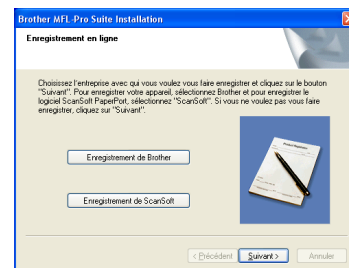 Brother MFL-Pro Suite Installation
Enregistrement en ligne
Choisissez l'entreprise avec qui vous voulez vous faire enregistrer et cliquez sur le bouton
"Suivant". Pour enregistrer votre appareil, sélectionnez Brother et pour enregistrer le
logiciel ScanSoft PaperPort, sélectionnez "ScanSoft". Si vous ne voulez pas vous faire
enregistrer, cliquez sur "Suivant".
Enregistrement de Brother
Product Registration
Enregistrement de ScanSoft
< Précédent
Suivant >
Annuler